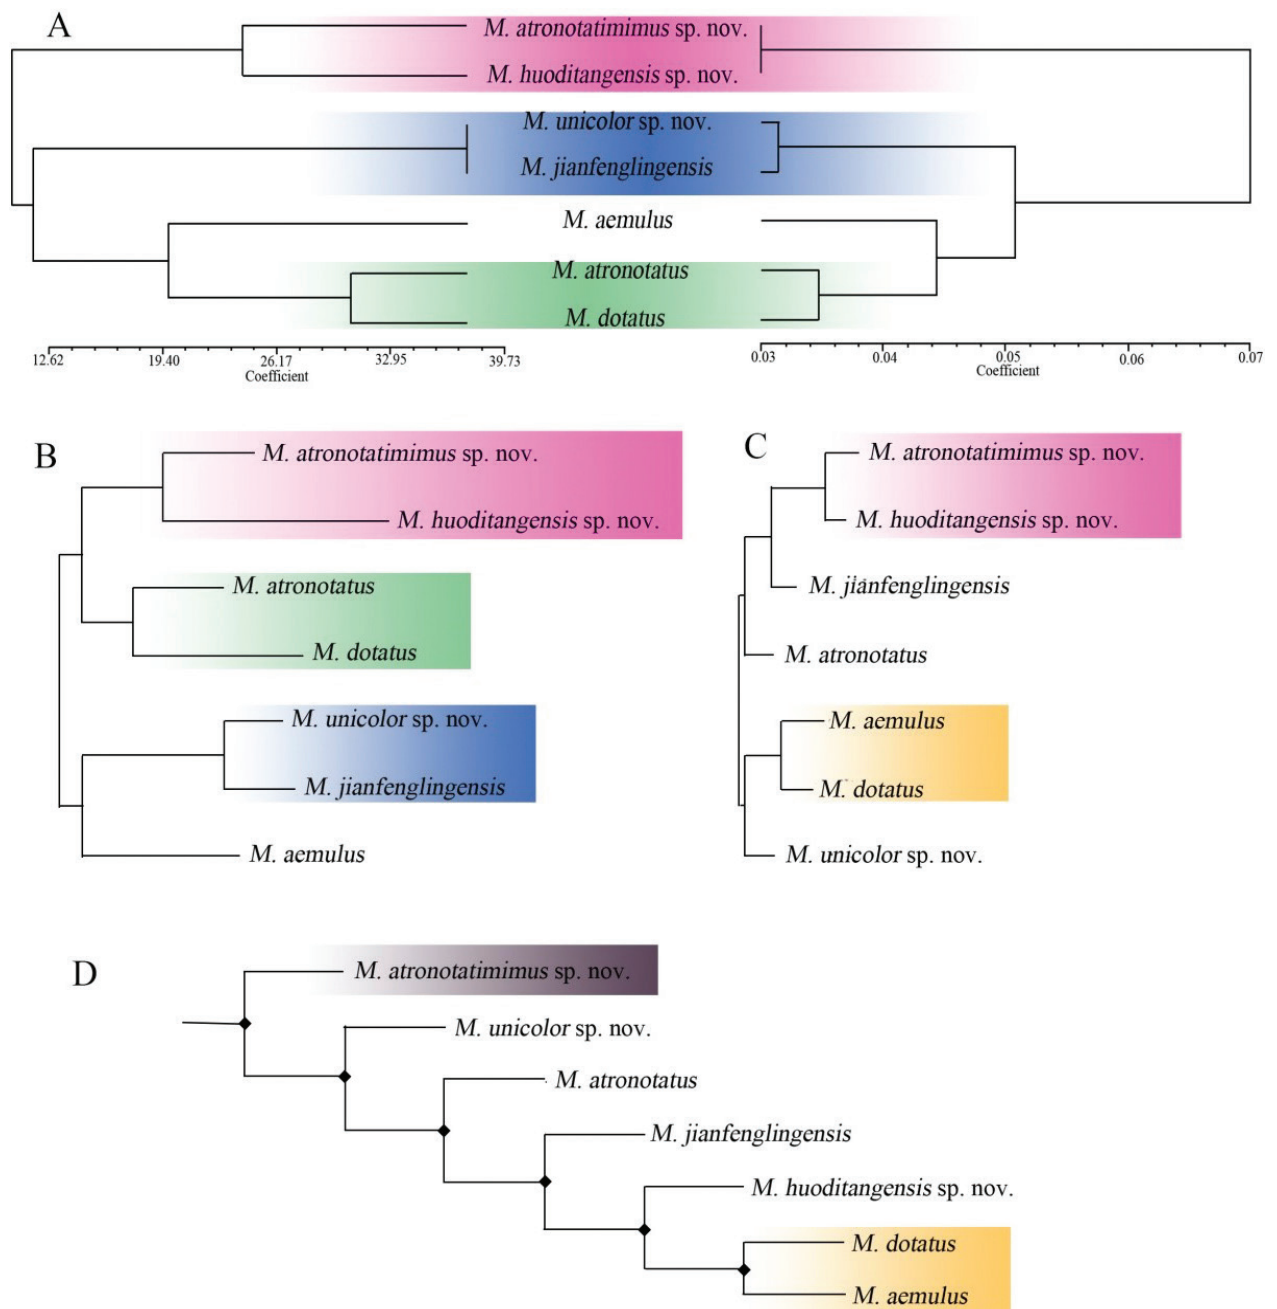 A
M. atronotatimimus sp. nov.
M. huoditangensis sp. nov.
M. unicolor sp. nov.
M. jianfenglingensis
M. aemulus
M. atronotatus
M. dotatus
12.62 19.40 26.17 32.95 39.73
Coefficient
0.03 0.04 0.05 0.06 0.07
Coefficient
B
M. atronotatimimus sp. nov.
M. huoditangensis sp. nov.
M. atronotatus
M. dotatus
M. unicolor sp. nov.
M. jianfenglingensis
M. aemulus
C
M. atronotatimimus sp. nov.
M. huoditangensis sp. nov.
M. jianfenglingensis
M. atronotatus
M. aemulus
M. dotatus
M. unicolor sp. nov.
D
M. atronotatimimus sp. nov.
M. unicolor sp. nov.
M. atronotatus
M. jianfenglingensis
M. huoditangensis sp. nov.
M. dotatus
M. aemulus